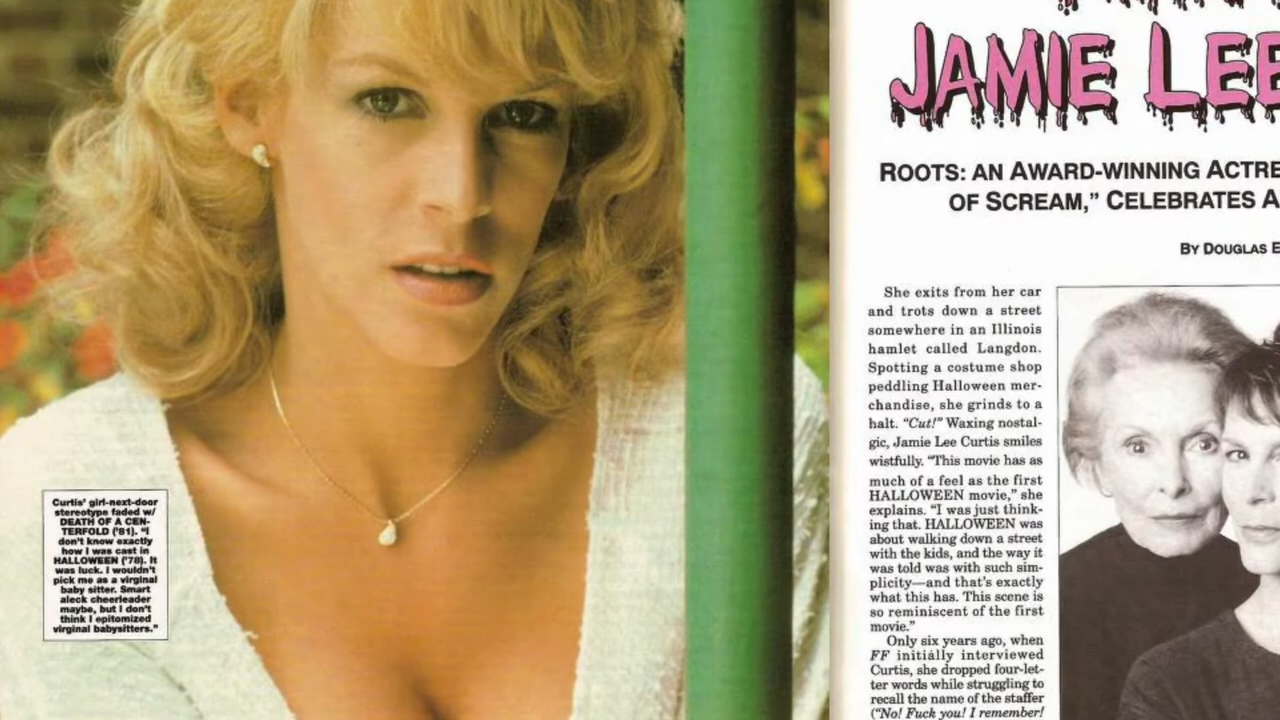 Curtis' girl-next-door
stereotype faded w/
DEATH OF A CEN-
TERFOLD ('81). "I
don't know exactly
how I was cast in
HALLOWEEN ('78). It
was luck. I wouldn't
pick me as a virginal
baby sitter. Smart
aleck cheerleader
maybe, but I don't
think I epitomized
virginal babysitters."
JAMIE LEE
ROOTS: AN AWARD-WINNING ACTRE
OF SCREAM," CELEBRATES A
BY DOUGLAS E
She exits from her car
and trots down a street
somewhere in an Illinois
hamlet called Langdon.
Spotting a costume shop
peddling Halloween mer-
chandise, she grinds to a
halt. "Cut!" Waxing nostal-
gic, Jamie Lee Curtis smiles
wistfully. "This movie has as
much of a feel as the first
HALLOWEEN movie," she
explains. "I was just think-
ing that. HALLOWEEN was
about walking down a street
with the kids, and the way it
was told was with such sim-
plicity—and that's exactly
what this has. This scene is
so reminiscent of the first
movie."
Only six years ago, when
FF initially interviewed
Curtis, she dropped four-let-
ter words while struggling to
recall the name of the staffer
("No! Fuck you! I remember!